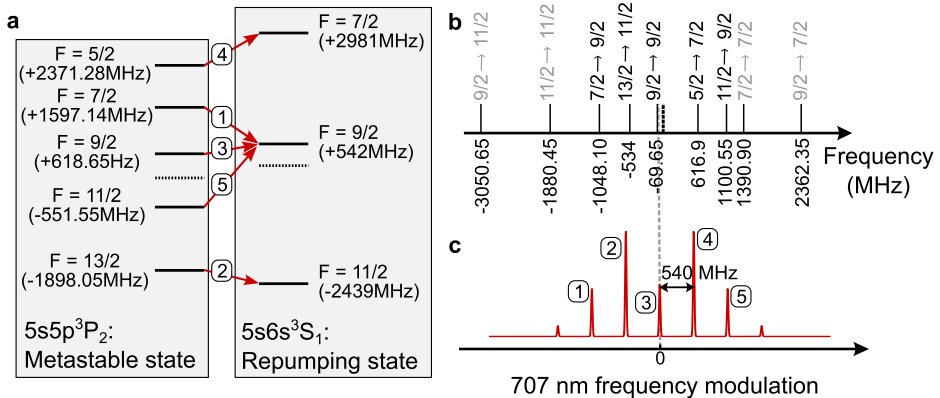 a
F = 5/2
(+2371.28MHz)
F = 7/2
(+1597.14MHz)
F = 9/2
(+618.65Hz)
F = 11/2
(-551.55MHz)
F = 13/2
(-1898.05MHz)
5s5p³P₂:
Metastable state
4
1
3
5
2
F = 7/2
(+2981MHz)
F = 9/2
(+542MHz)
F = 11/2
(-2439MHz)
5s6s³S₁:
Repumping state
b
9/2 → 11/2
11/2 → 11/2
7/2 → 9/2
13/2 → 11/2
9/2 → 9/2
5/2 → 7/2
11/2 → 9/2
7/2 → 7/2
9/2 → 7/2
-3050.65
-1880.45
-1048.10
-534
-69.65
616.9
1100.55
1390.90
2362.35
Frequency
(MHz)
c
1
2
3
4
5
540 MHz
0
707 nm frequency modulation